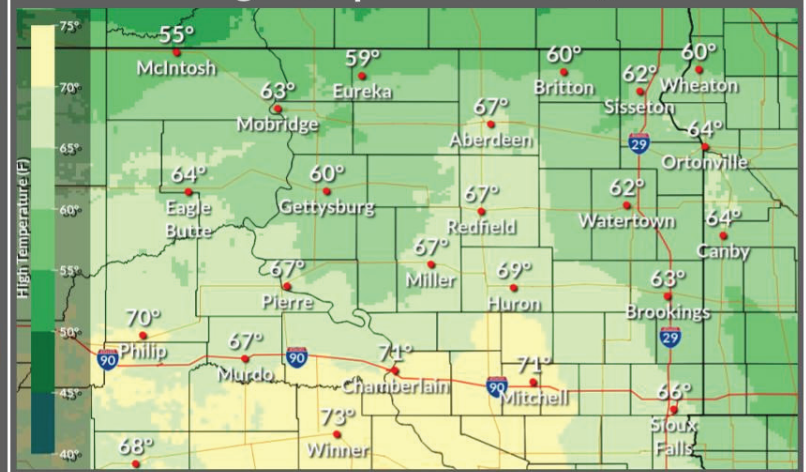 High Temperature (F)
75°
70°
65°
60°
55°
50°
45°
40°
55°
McIntosh
59°
Eureka
60°
Britton
62°
Sisseton
60°
Wheaton
63°
Mobridge
67°
Aberdeen
29
64°
Ortonville
64°
Eagle
Butte
60°
Gettysburg
67°
Redfield
62°
Watertown
64°
Canby
67°
Pierre
67°
Miller
69°
Huron
63°
Brookings
70°
Philip
90
67°
Murdo
90
71°
Chamberlain
90
71°
Mitchell
29
66°
Sioux
Falls
73°
Winner
68°